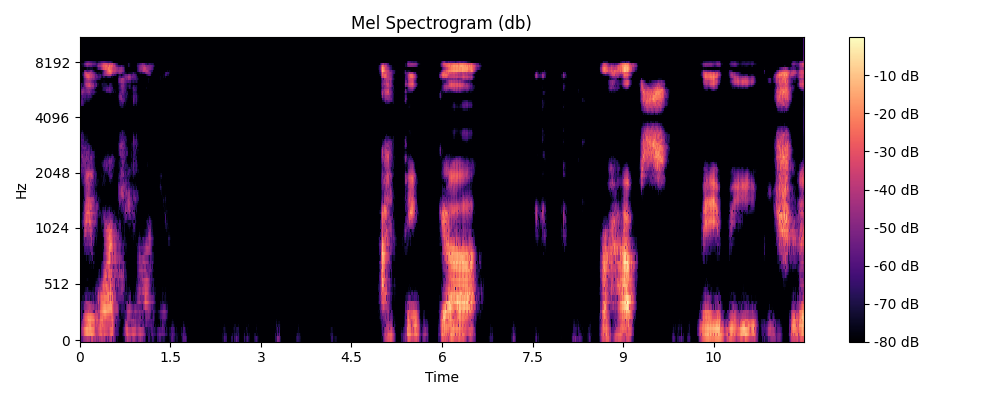 Mel Spectrogram (db)
8192
4096
2048
1024
512
0
Hz
0 1.5 3 4.5 6 7.5 9 10
Time
-10 dB
-20 dB
-30 dB
-40 dB
-50 dB
-60 dB
-70 dB
-80 dB